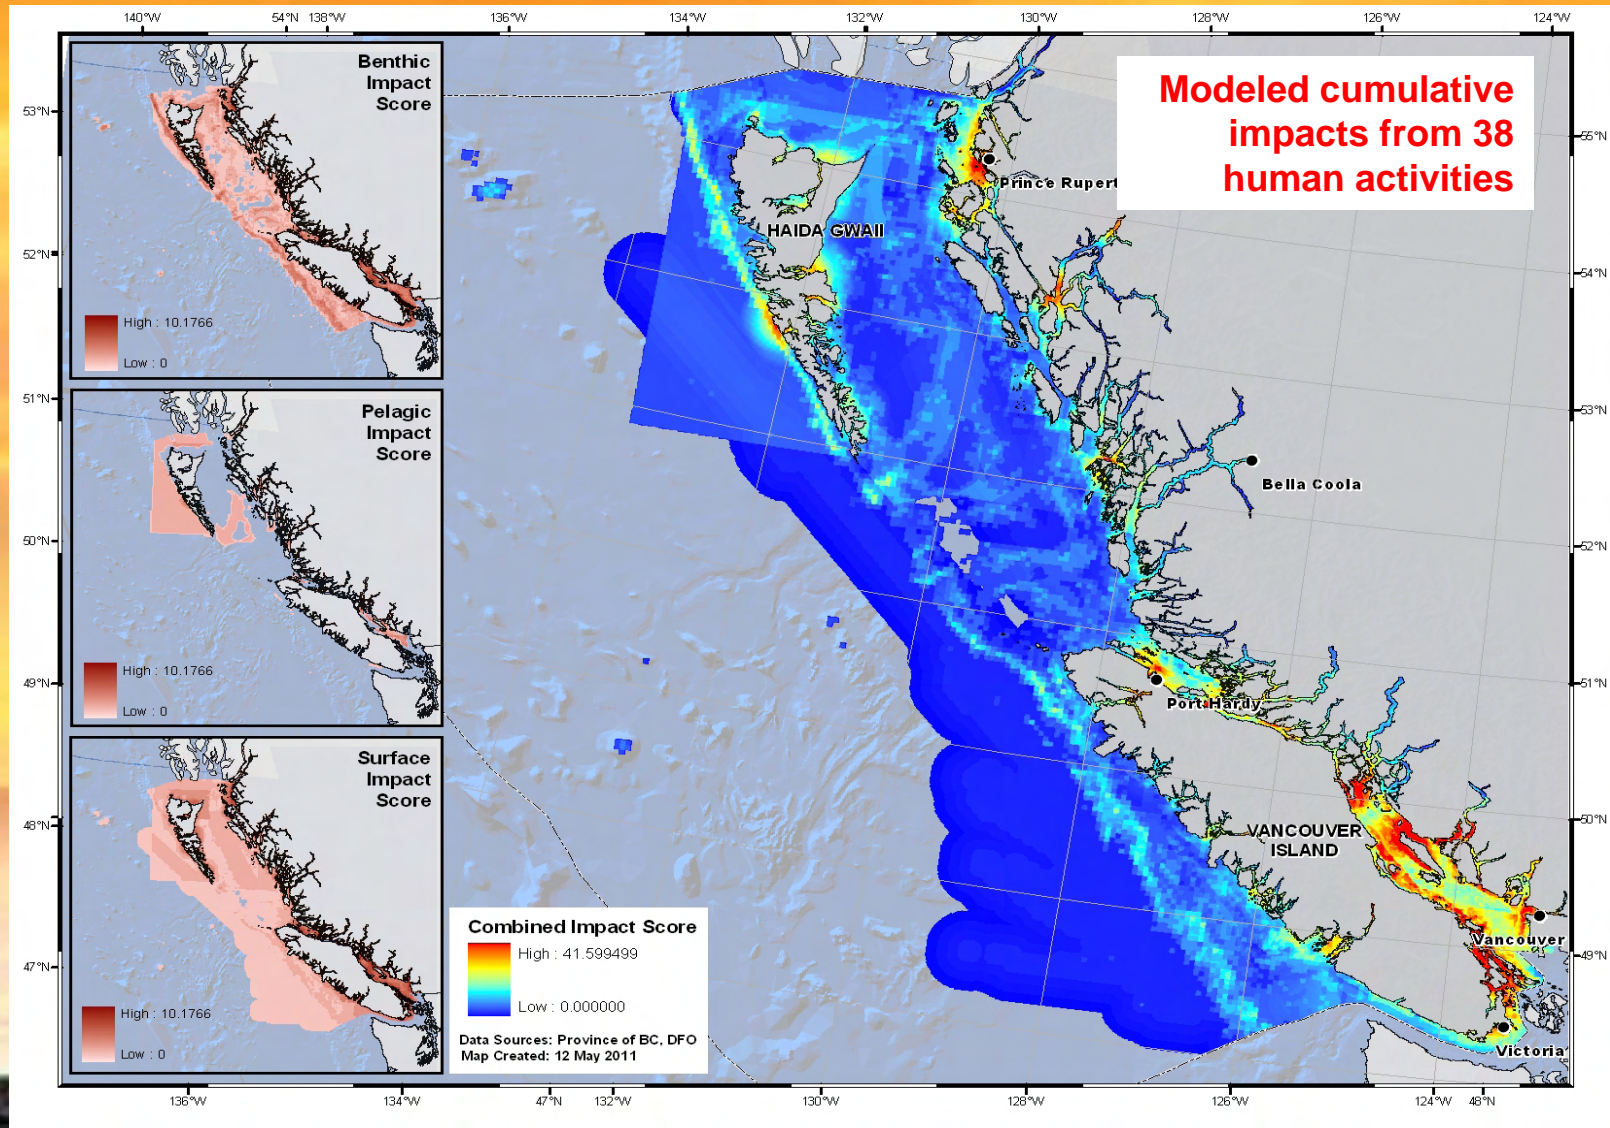 140°W 54°N 138°W 136°W 134°W 132°W 130°W 128°W 126°W 124°W
Modeled cumulative
impacts from 38
human activities
Benthic
Impact
Score
High : 10.1766
Low : 0
Pelagic
Impact
Score
High : 10.1766
Low : 0
Surface
Impact
Score
High : 10.1766
Low : 0
53°N
52°N
51°N
50°N
49°N
48°N
47°N
Prince Rupert
HAIDA GWAII
Bella Coola
Port Hardy
VANCOUVER
ISLAND
Vancouver
Victoria
55°N
54°N
53°N
52°N
51°N
50°N
49°N
Combined Impact Score
High : 41.599499
Low : 0.000000
Data Sources: Province of BC, DFO
Map Created: 12 May 2011
136°W 134°W 47°N 132°W 130°W 128°W 126°W 124°W 48°N